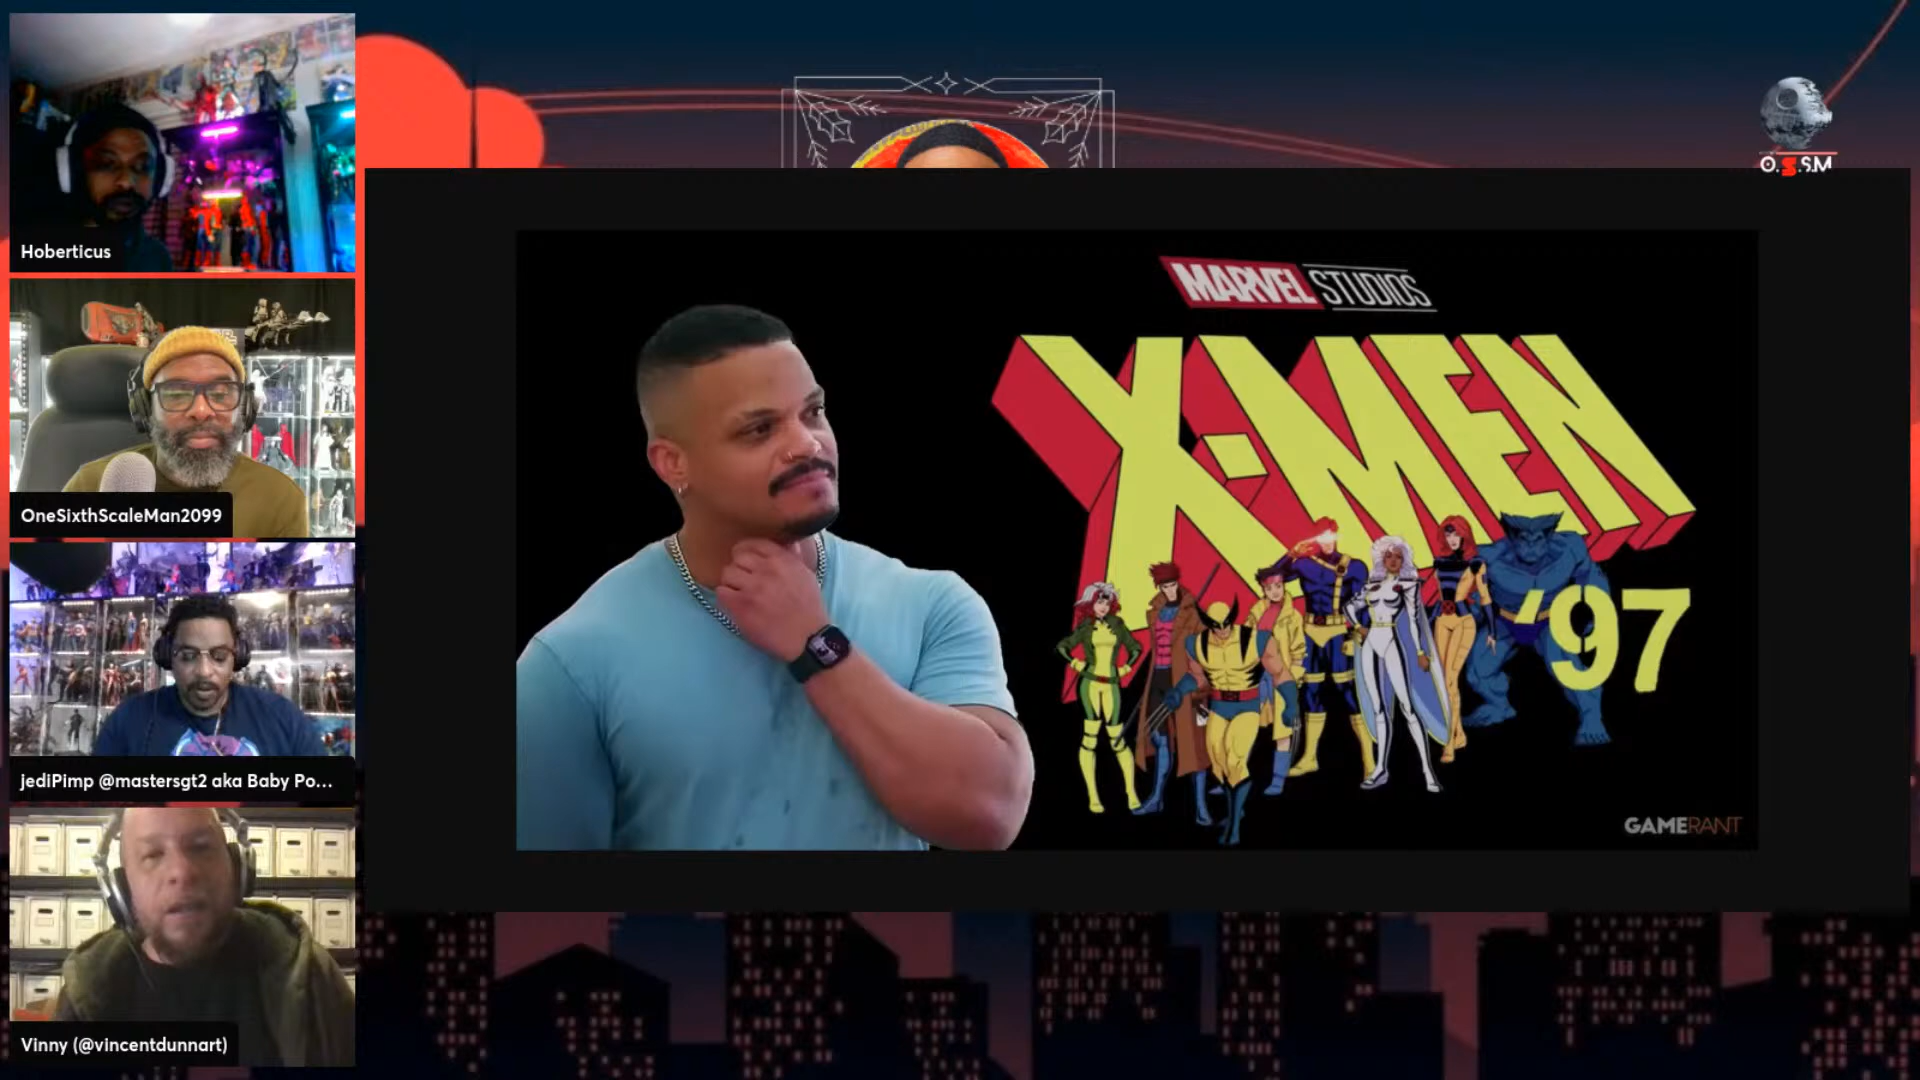 Hoberticus
OneSixthScaleMan2099
jediPimp @mastersgt2 aka Baby Po...
Vinny (@vincentdunnart)
O.S.SM
MARVEL STUDIOS
X-MEN
'97
GAMERANT